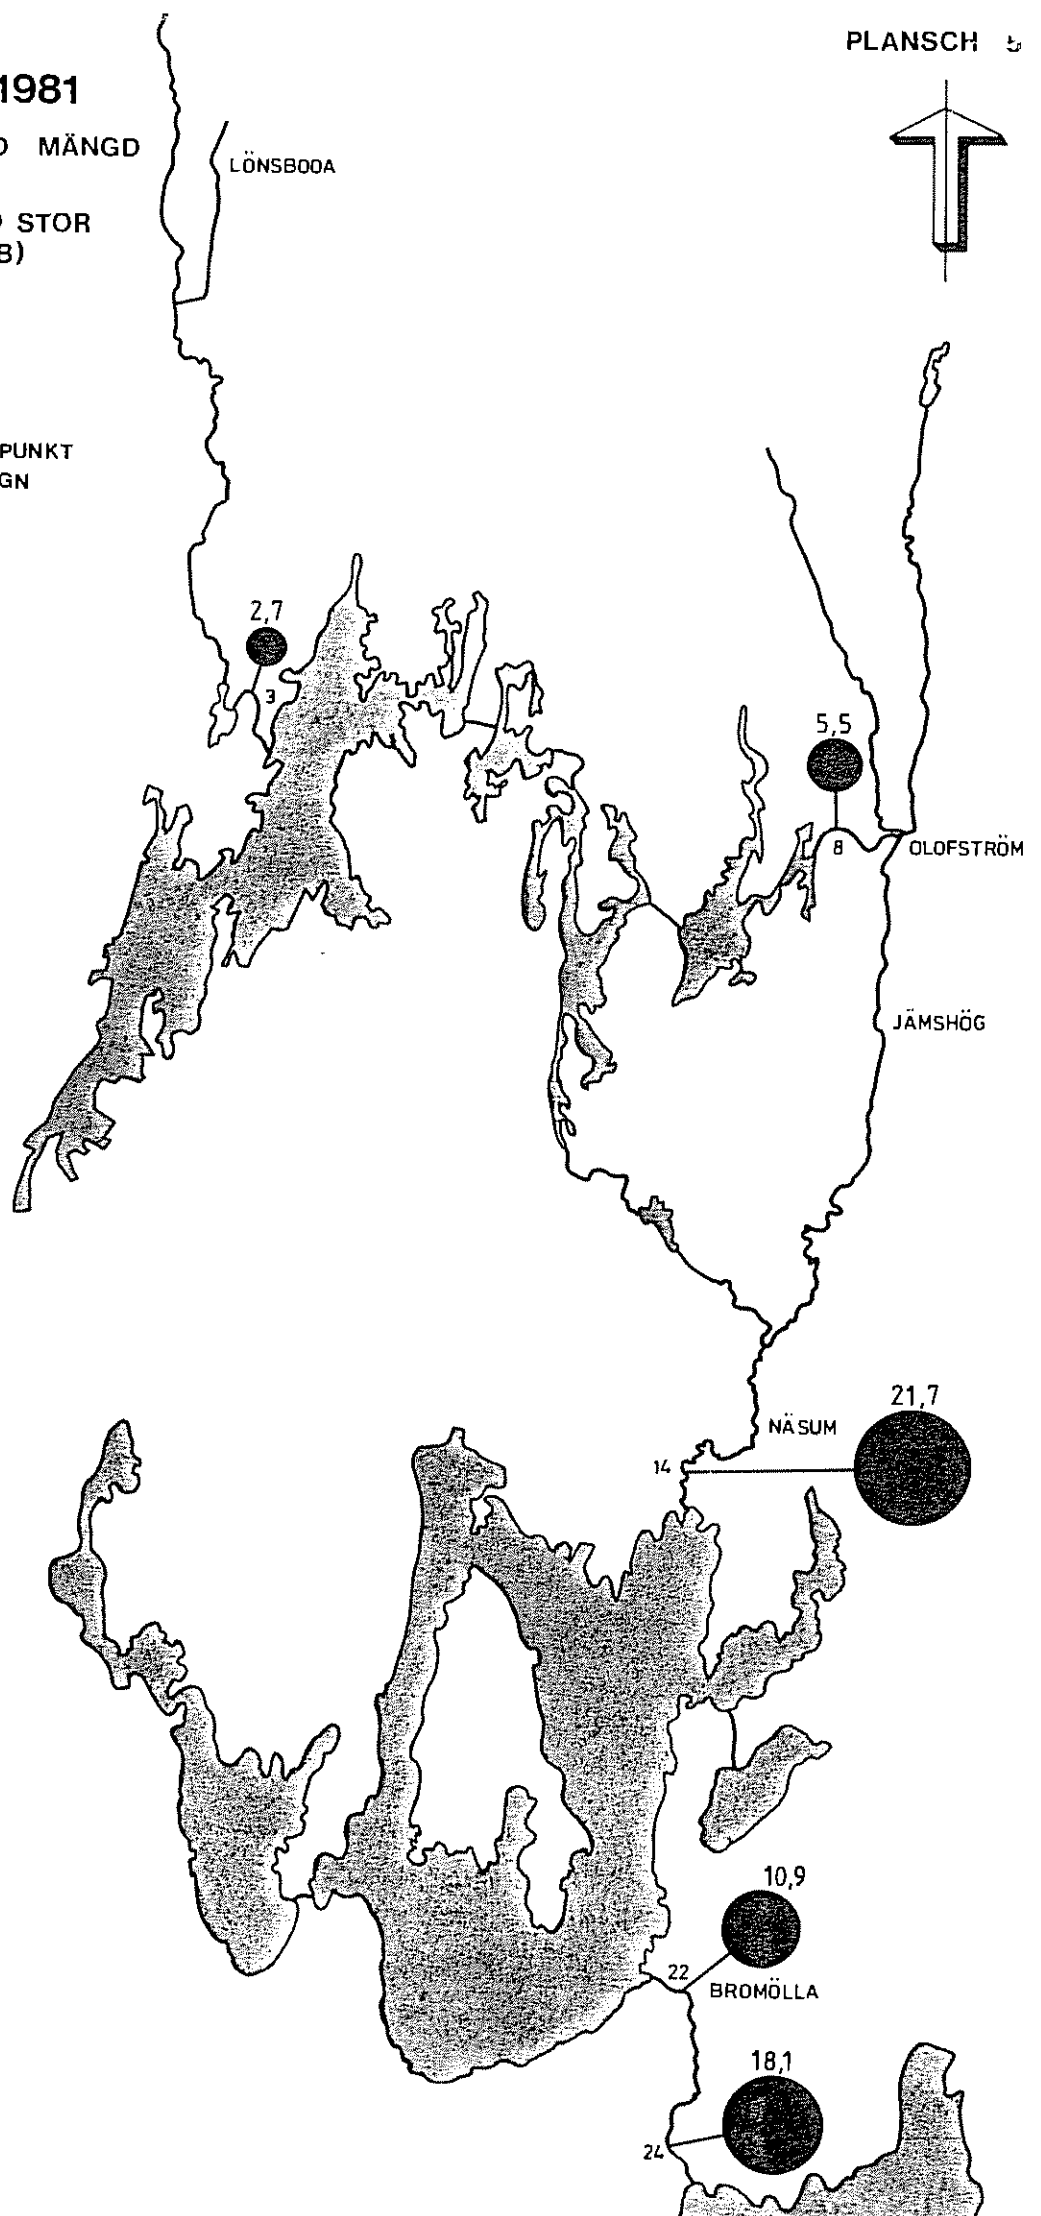 PLANSCH 5
1981
MÄNGD
STOR
B)
PUNKT
GN
LÖNSBODA
2,7
3
5,5
8
OLOFSTRÖM
JÄMSHÖG
21,7
NÄSUM
14
10,9
22
BROMÖLLA
18,1
24